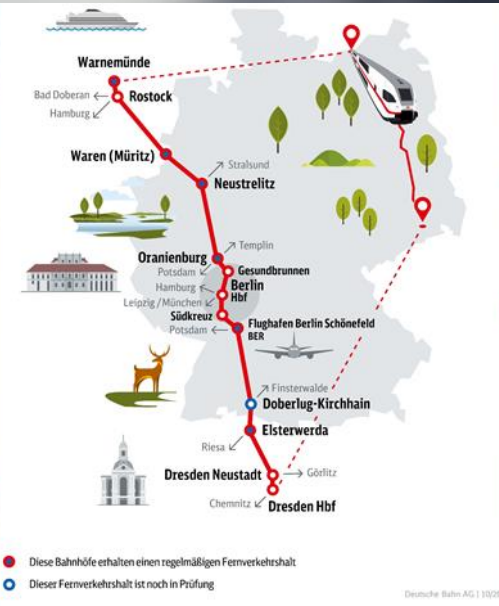 Warnemünde
Bad Doberan
Rostock
Hamburg
Waren (Müritz)
Stralsund
Neustrelitz
Templin
Oranienburg
Potsdam
Gesundbrunnen
Hamburg
Berlin
Hbf
Leipzig/München
Südkreuz
Potsdam
Flughafen Berlin Schönefeld
BER
Finsterwalde
Doberlug-Kirchhain
Elsterwerda
Riesa
Dresden Neustadt
Görlitz
Chemnitz
Dresden Hbf
Diese Bahnhöfe erhalten einen regelmäßigen Fernverkehrshalt
Dieser Fernverkehrshalt ist noch in Prüfung
Deutsche Bahn AG | 10/20